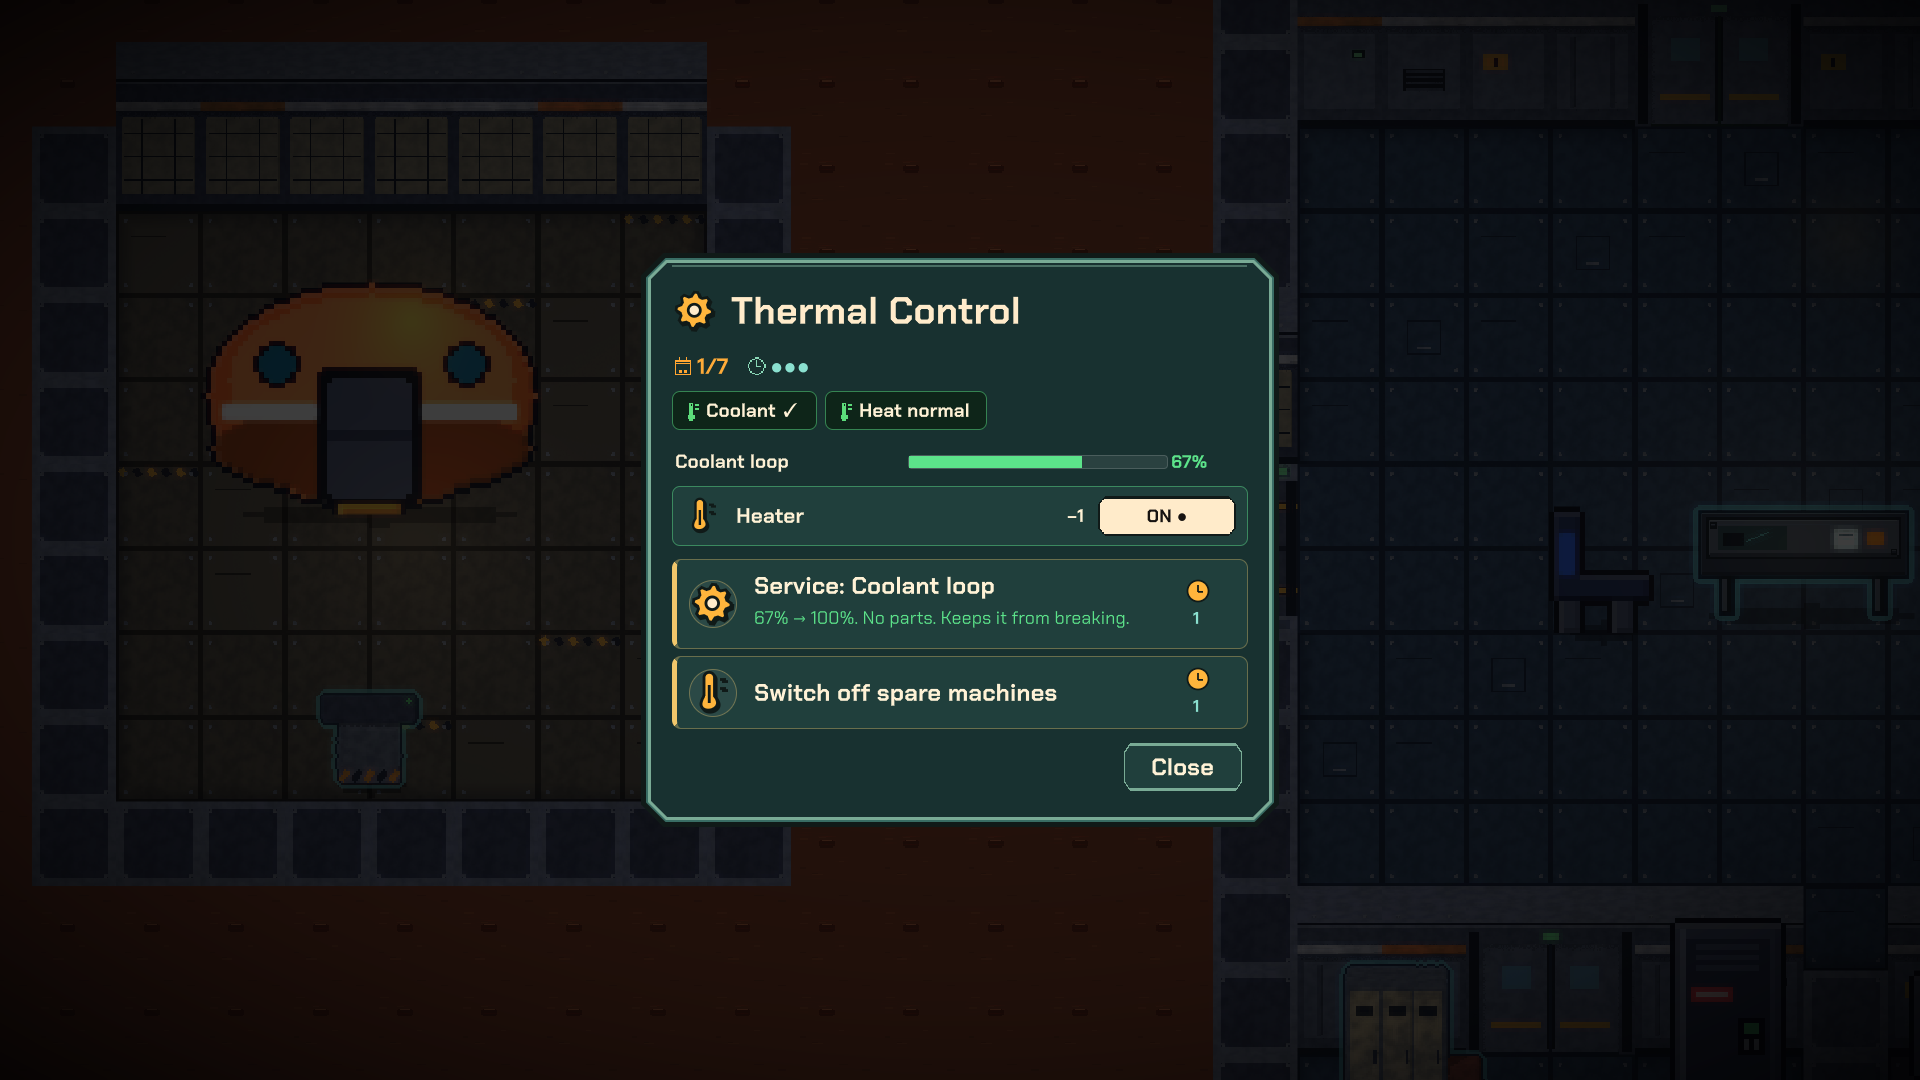 Thermal Control
1/7
Coolant ✓
Heat normal
Coolant loop
67%
Heater
−1
ON •
Service: Coolant loop
67% → 100%. No parts. Keeps it from breaking.
1
Switch off spare machines
1
Close